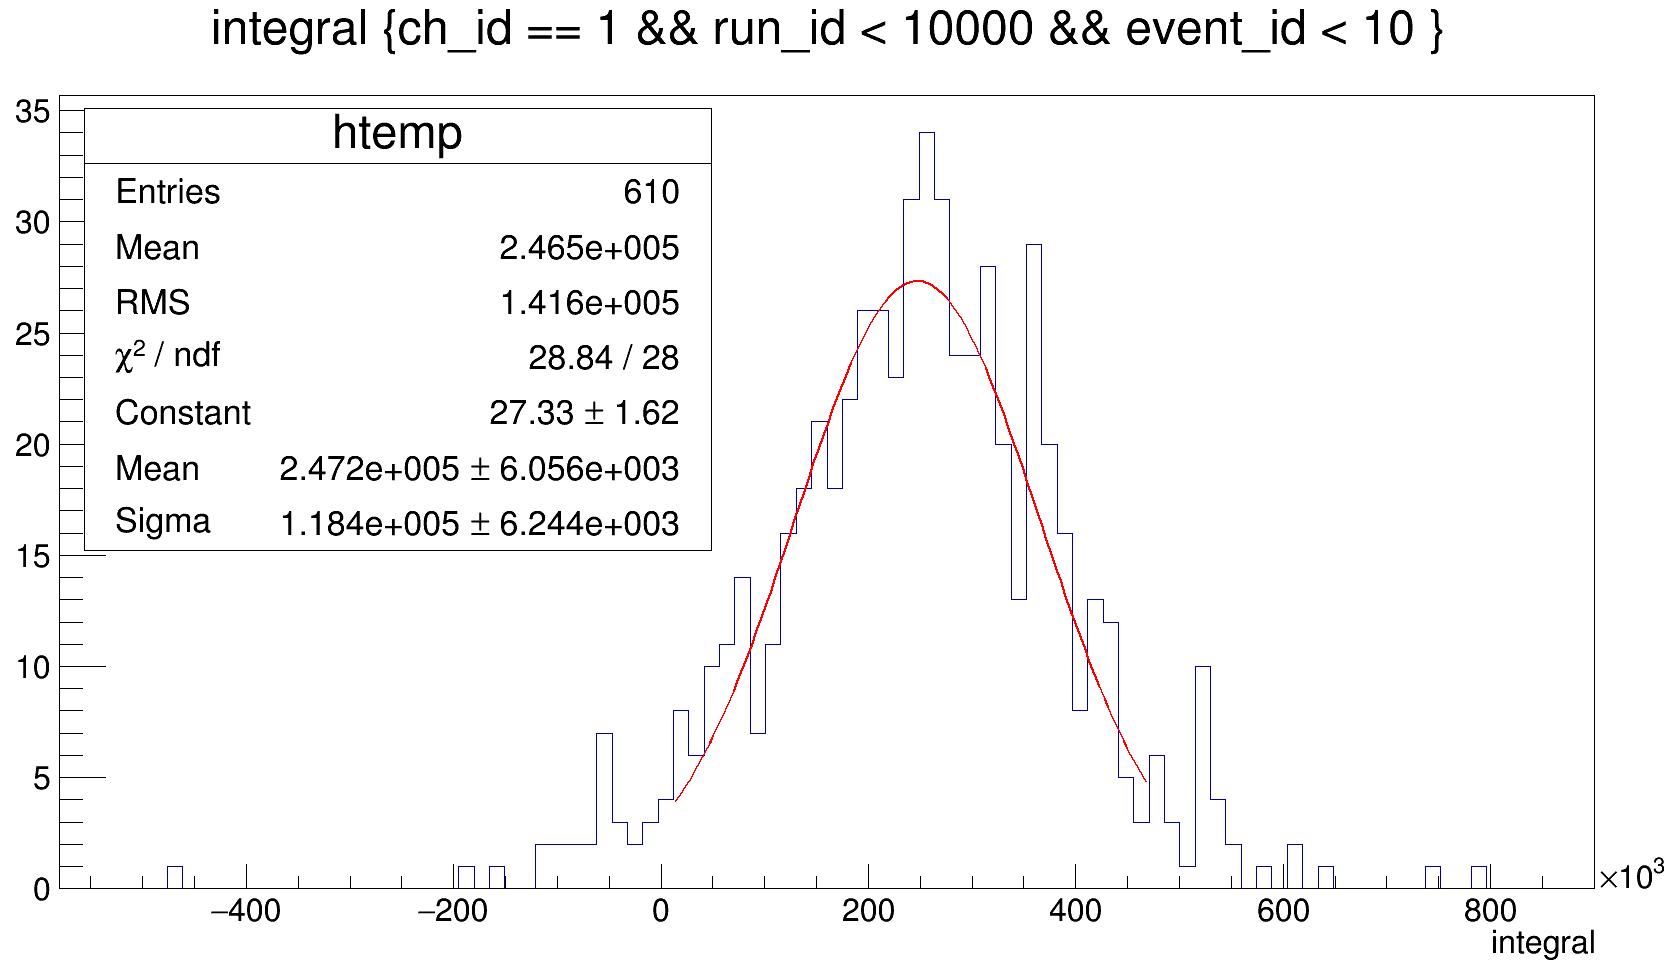 integral {ch_id == 1 && run_id < 10000 && event_id < 10 }
htemp
Entries 610
Mean 2.465e+005
RMS 1.416e+005
χ² / ndf 28.84 / 28
Constant 27.33 ± 1.62
Mean 2.472e+005 ± 6.056e+003
Sigma 1.184e+005 ± 6.244e+003
35
30
25
20
15
10
5
0
−400 −200 0 200 400 600 800
×10³
integral